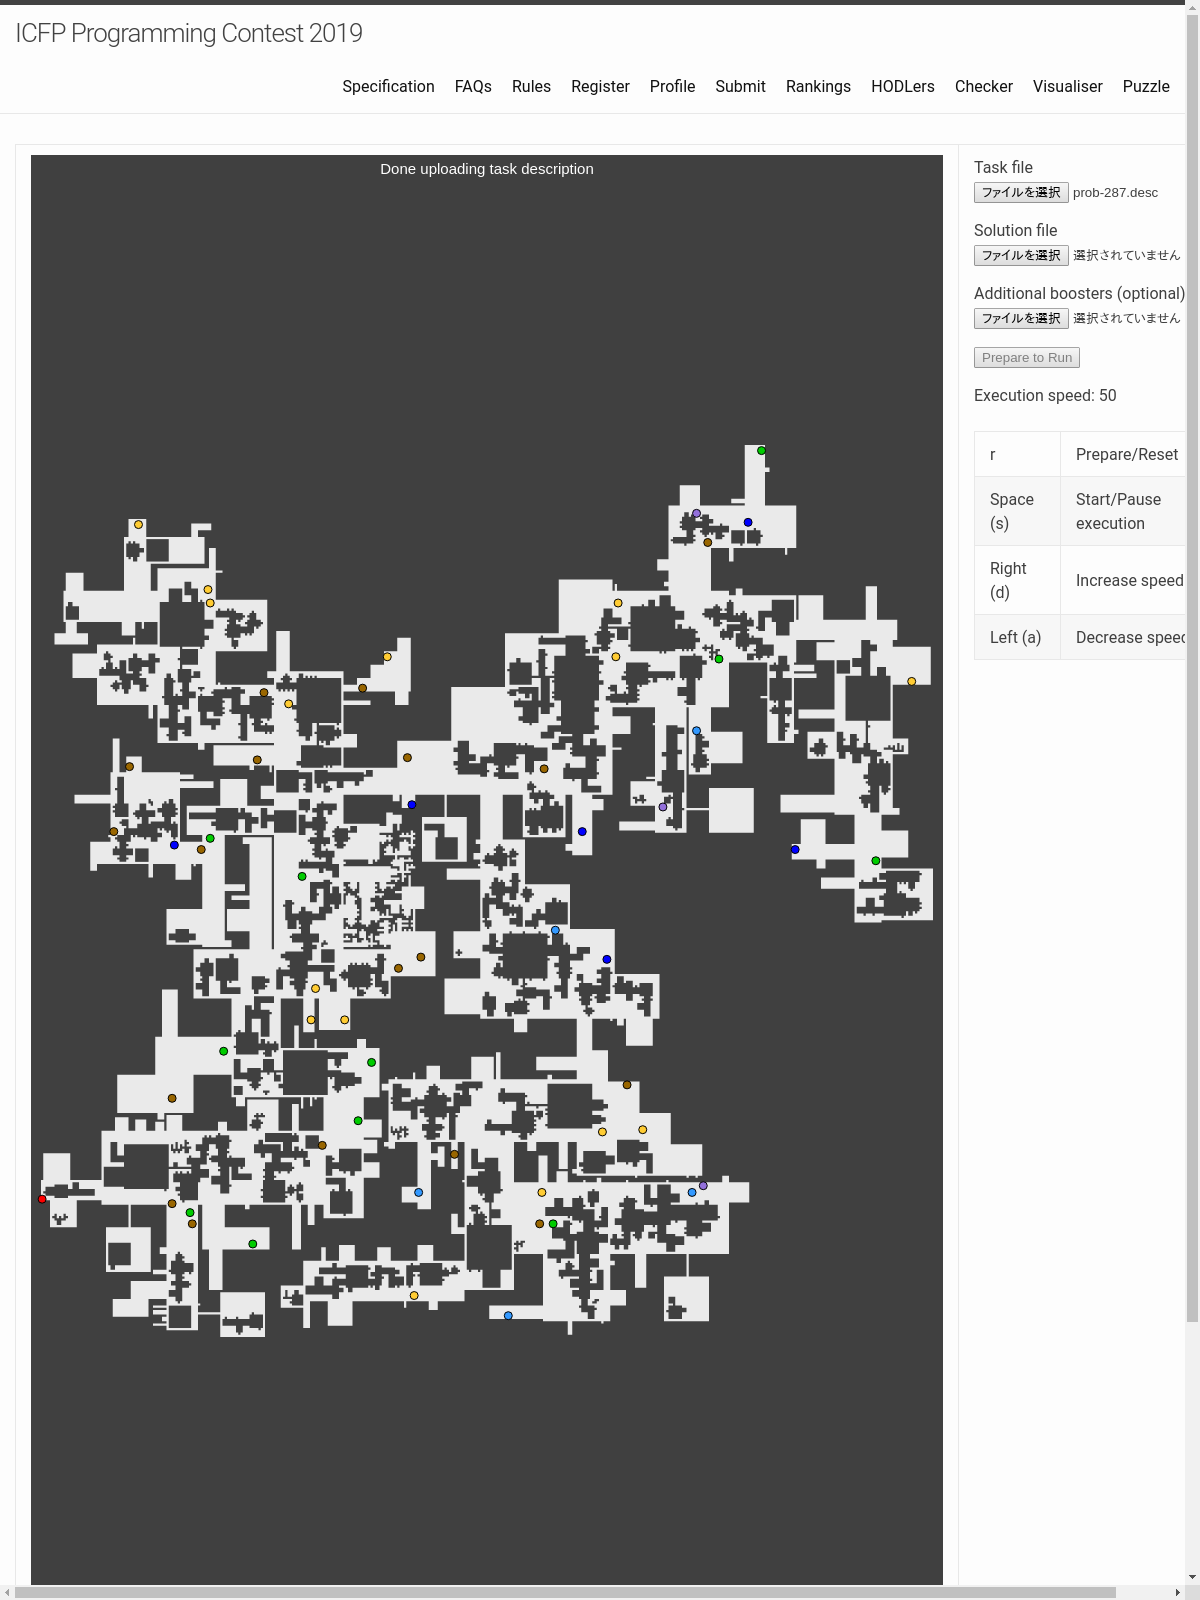 ICFP Programming Contest 2019
Specification FAQs Rules Register Profile Submit Rankings HODLers Checker Visualiser Puzzle
Done uploading task description
Task file
ファイルを選択 prob-287.desc
Solution file
ファイルを選択 選択されていません
Additional boosters (optional)
ファイルを選択 選択されていません
Prepare to Run
Execution speed: 50
r Prepare/Reset
Space (s) Start/Pause execution
Right (d) Increase speed
Left (a) Decrease speed